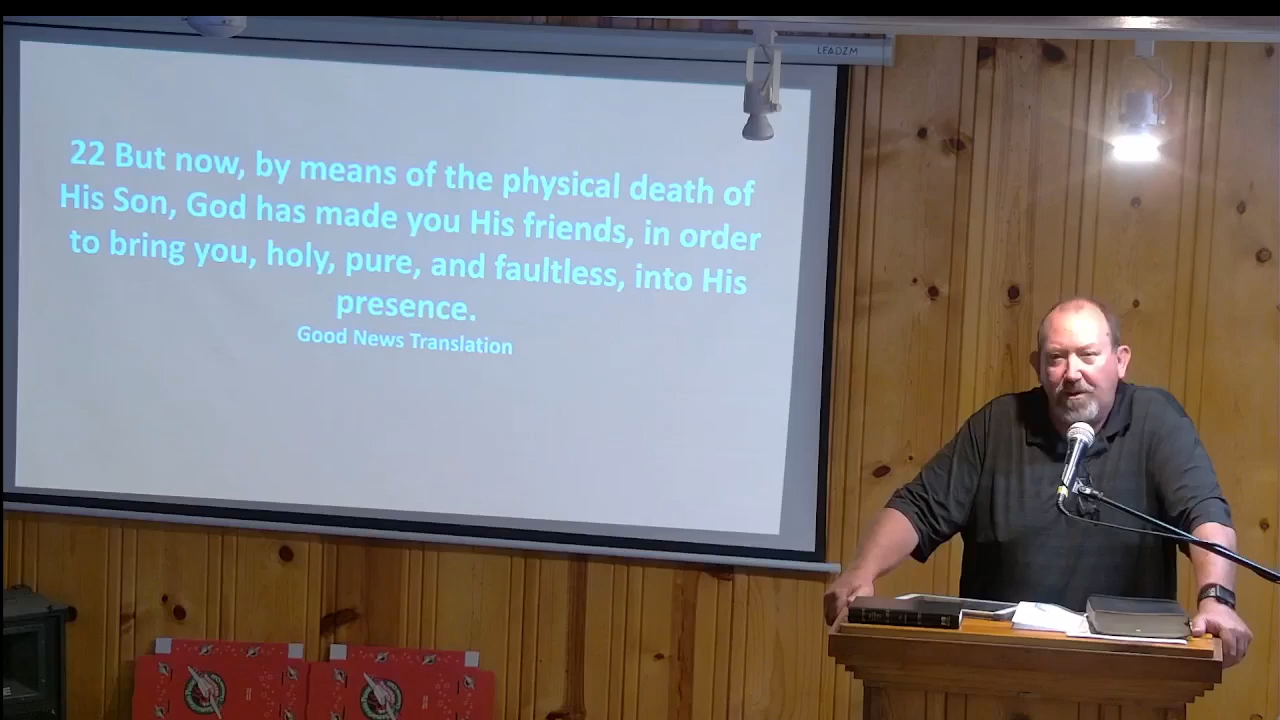 LEADZM
22 But now, by means of the physical death of
His Son, God has made you His friends, in order
to bring you, holy, pure, and faultless, into His
presence.
Good News Translation